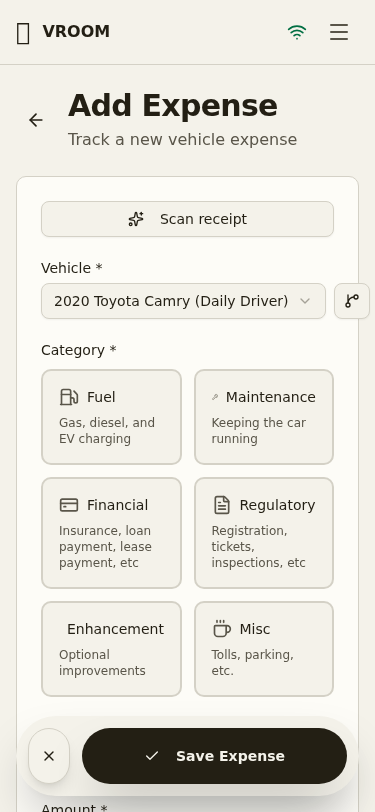 VROOM
Add Expense
Track a new vehicle expense
Scan receipt
Vehicle *
2020 Toyota Camry (Daily Driver)
Category *
Fuel
Gas, diesel, and
EV charging
Maintenance
Keeping the car
running
Financial
Insurance, loan
payment, lease
payment, etc
Regulatory
Registration,
tickets,
inspections, etc
Enhancement
Optional
improvements
Misc
Tolls, parking,
etc.
Save Expense
Amount *